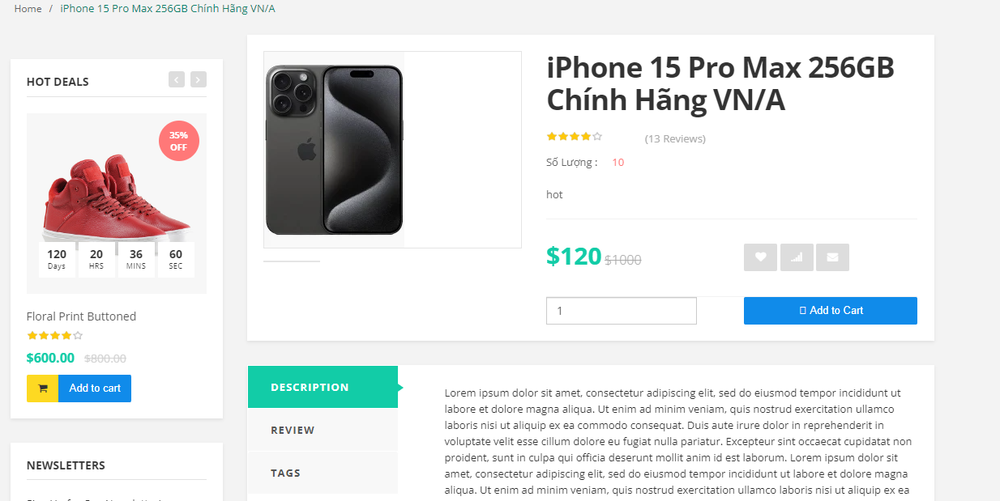 Home / iPhone 15 Pro Max 256GB Chính Hãng VN/A
HOT DEALS
35%
OFF
120 20 36 60
Days HRS MINS SEC
Floral Print Buttoned
$600.00 $800.00
Add to cart
NEWSLETTERS
iPhone 15 Pro Max 256GB
Chính Hãng VN/A
(13 Reviews)
Số Lượng : 10
hot
$120 $1000
1
Add to Cart
DESCRIPTION
REVIEW
TAGS
Lorem ipsum dolor sit amet, consectetur adipiscing elit, sed do eiusmod tempor incididunt ut
labore et dolore magna aliqua. Ut enim ad minim veniam, quis nostrud exercitation ullamco
laboris nisi ut aliquip ex ea commodo consequat. Duis aute irure dolor in reprehenderit in
voluptate velit esse cillum dolore eu fugiat nulla pariatur. Excepteur sint occaecat cupidatat non
proident, sunt in culpa qui officia deserunt mollit anim id est laborum. Lorem ipsum dolor sit
amet, consectetur adipiscing elit, sed do eiusmod tempor incididunt ut labore et dolore magna
aliqua. Ut enim ad minim veniam, quis nostrud exercitation ullamco laboris nisi ut aliquip ex ea